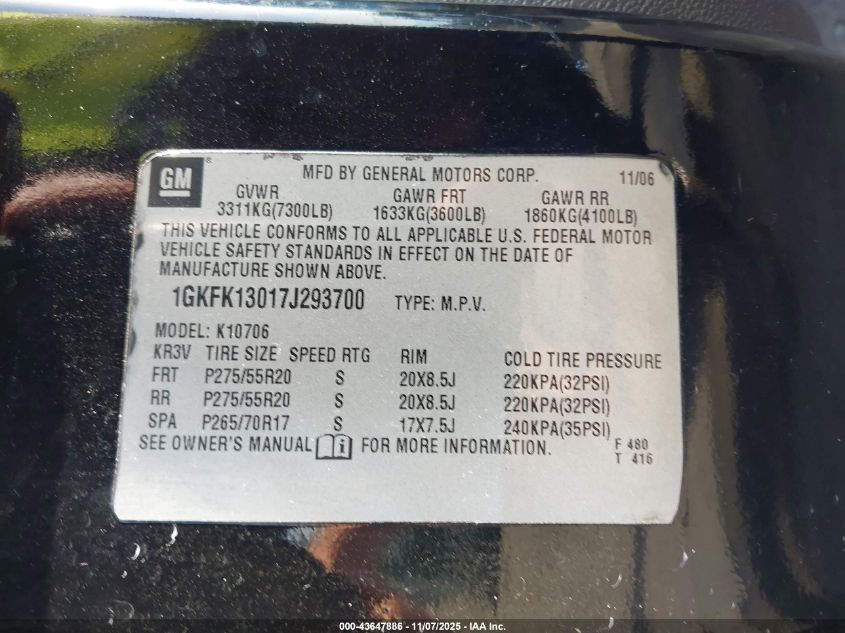 GM
MFD BY GENERAL MOTORS CORP. 11/06
GVWR GAWR FRT GAWR RR
3311KG(7300LB) 1633KG(3600LB) 1860KG(4100LB)
THIS VEHICLE CONFORMS TO ALL APPLICABLE U.S. FEDERAL MOTOR
VEHICLE SAFETY STANDARDS IN EFFECT ON THE DATE OF
MANUFACTURE SHOWN ABOVE.
1GKFK13017J293700 TYPE: M.P.V.
MODEL: K10706
KR3V TIRE SIZE SPEED RTG RIM COLD TIRE PRESSURE
FRT P275/55R20 S 20X8.5J 220KPA(32PSI)
RR P275/55R20 S 20X8.5J 220KPA(32PSI)
SPA P265/70R17 S 17X7.5J 240KPA(35PSI)
SEE OWNER'S MANUAL FOR MORE INFORMATION.
F 480
T 416
000-43647886 - 11/07/2025 - IAA Inc.